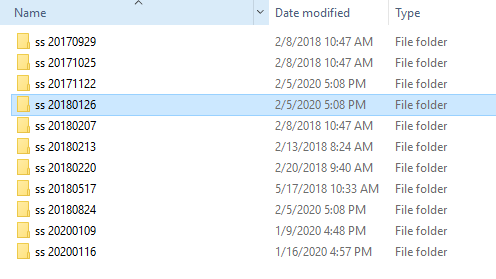 Name Date modified Type
ss 20170929 2/8/2018 10:47 AM File folder
ss 20171025 2/8/2018 10:47 AM File folder
ss 20171122 2/5/2020 5:08 PM File folder
ss 20180126 2/5/2020 5:08 PM File folder
ss 20180207 2/8/2018 10:47 AM File folder
ss 20180213 2/13/2018 8:24 AM File folder
ss 20180220 2/20/2018 9:40 AM File folder
ss 20180517 5/17/2018 10:33 AM File folder
ss 20180824 2/5/2020 5:08 PM File folder
ss 20200109 1/9/2020 4:48 PM File folder
ss 20200116 1/16/2020 4:57 PM File folder